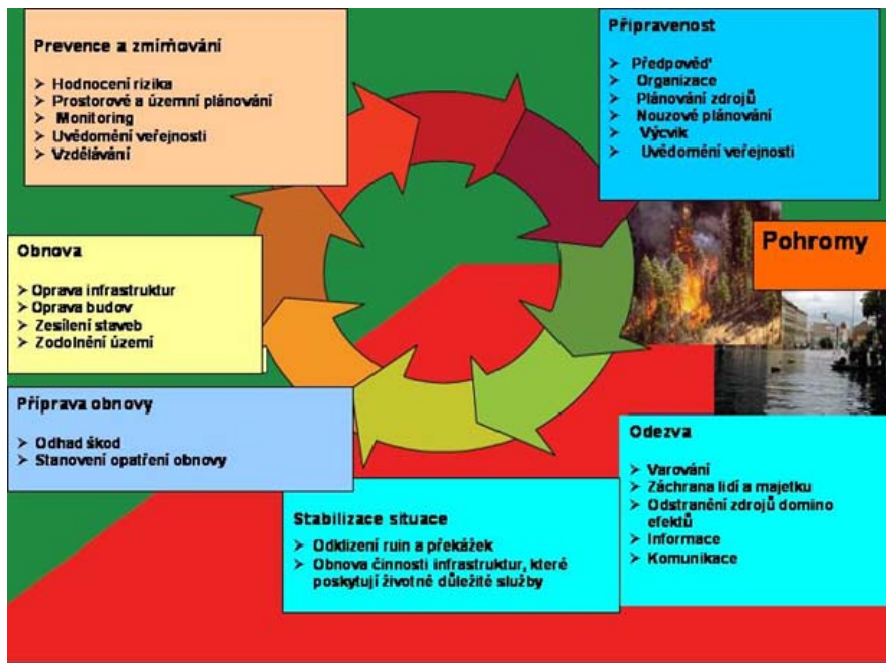 Prevence a zmírňování
➢ Hodnocení rizika
➢ Prostorové a územní plánování
➢ Monitoring
➢ Uvědomění veřejnosti
➢ Vzdělávání
Připravenost
➢ Předpověď
➢ Organizace
➢ Plánování zdrojů
➢ Nouzové plánování
➢ Výcvik
➢ Uvědomění veřejnosti
Pohromy
Obnova
➢ Oprava infrastruktur
➢ Oprava budov
➢ Zesílení staveb
➢ Zodolnění území
Příprava obnovy
➢ Odhad škod
➢ Stanovení opatření obnovy
Stabilizace situace
➢ Odklizení ruin a překážek
➢ Obnova činnosti infrastruktur, které
poskytují životně důležité služby
Odezva
➢ Varování
➢ Záchrana lidí a majetku
➢ Odstranění zdrojů domino
efektů
➢ Informace
➢ Komunikace